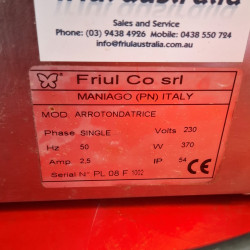 Sales and Service
Phone: (03) 9438 4926 Mobile: 0438 550 794
info@friulaustralia.com.au
Friul Co srl
MANIAGO (PN) ITALY
MOD. ARROTONDATRICE
Phase SINGLE Volts 230
Hz 50 W 370
Amp 2,5 IP 54 CE
Serial N° PL 08 F 1002